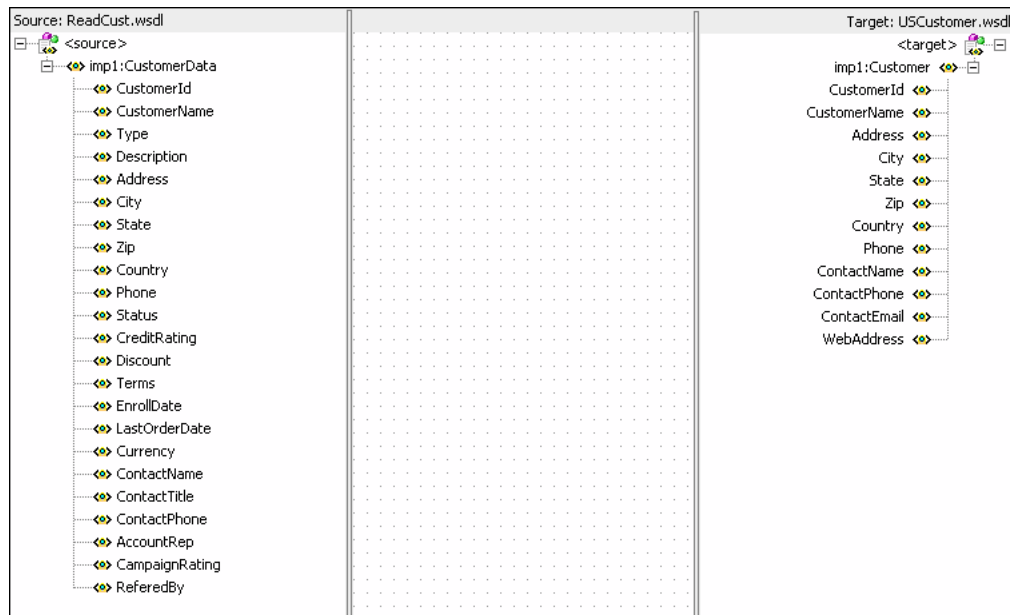 Source: ReadCust.wsdl
<source>
imp1:CustomerData
CustomerId
CustomerName
Type
Description
Address
City
State
Zip
Country
Phone
Status
CreditRating
Discount
Terms
EnrollDate
LastOrderDate
Currency
ContactName
ContactTitle
ContactPhone
AccountRep
CampaignRating
ReferedBy
Target: USCustomer.wsdl
<target>
imp1:Customer
CustomerId
CustomerName
Address
City
State
Zip
Country
Phone
ContactName
ContactPhone
ContactEmail
WebAddress